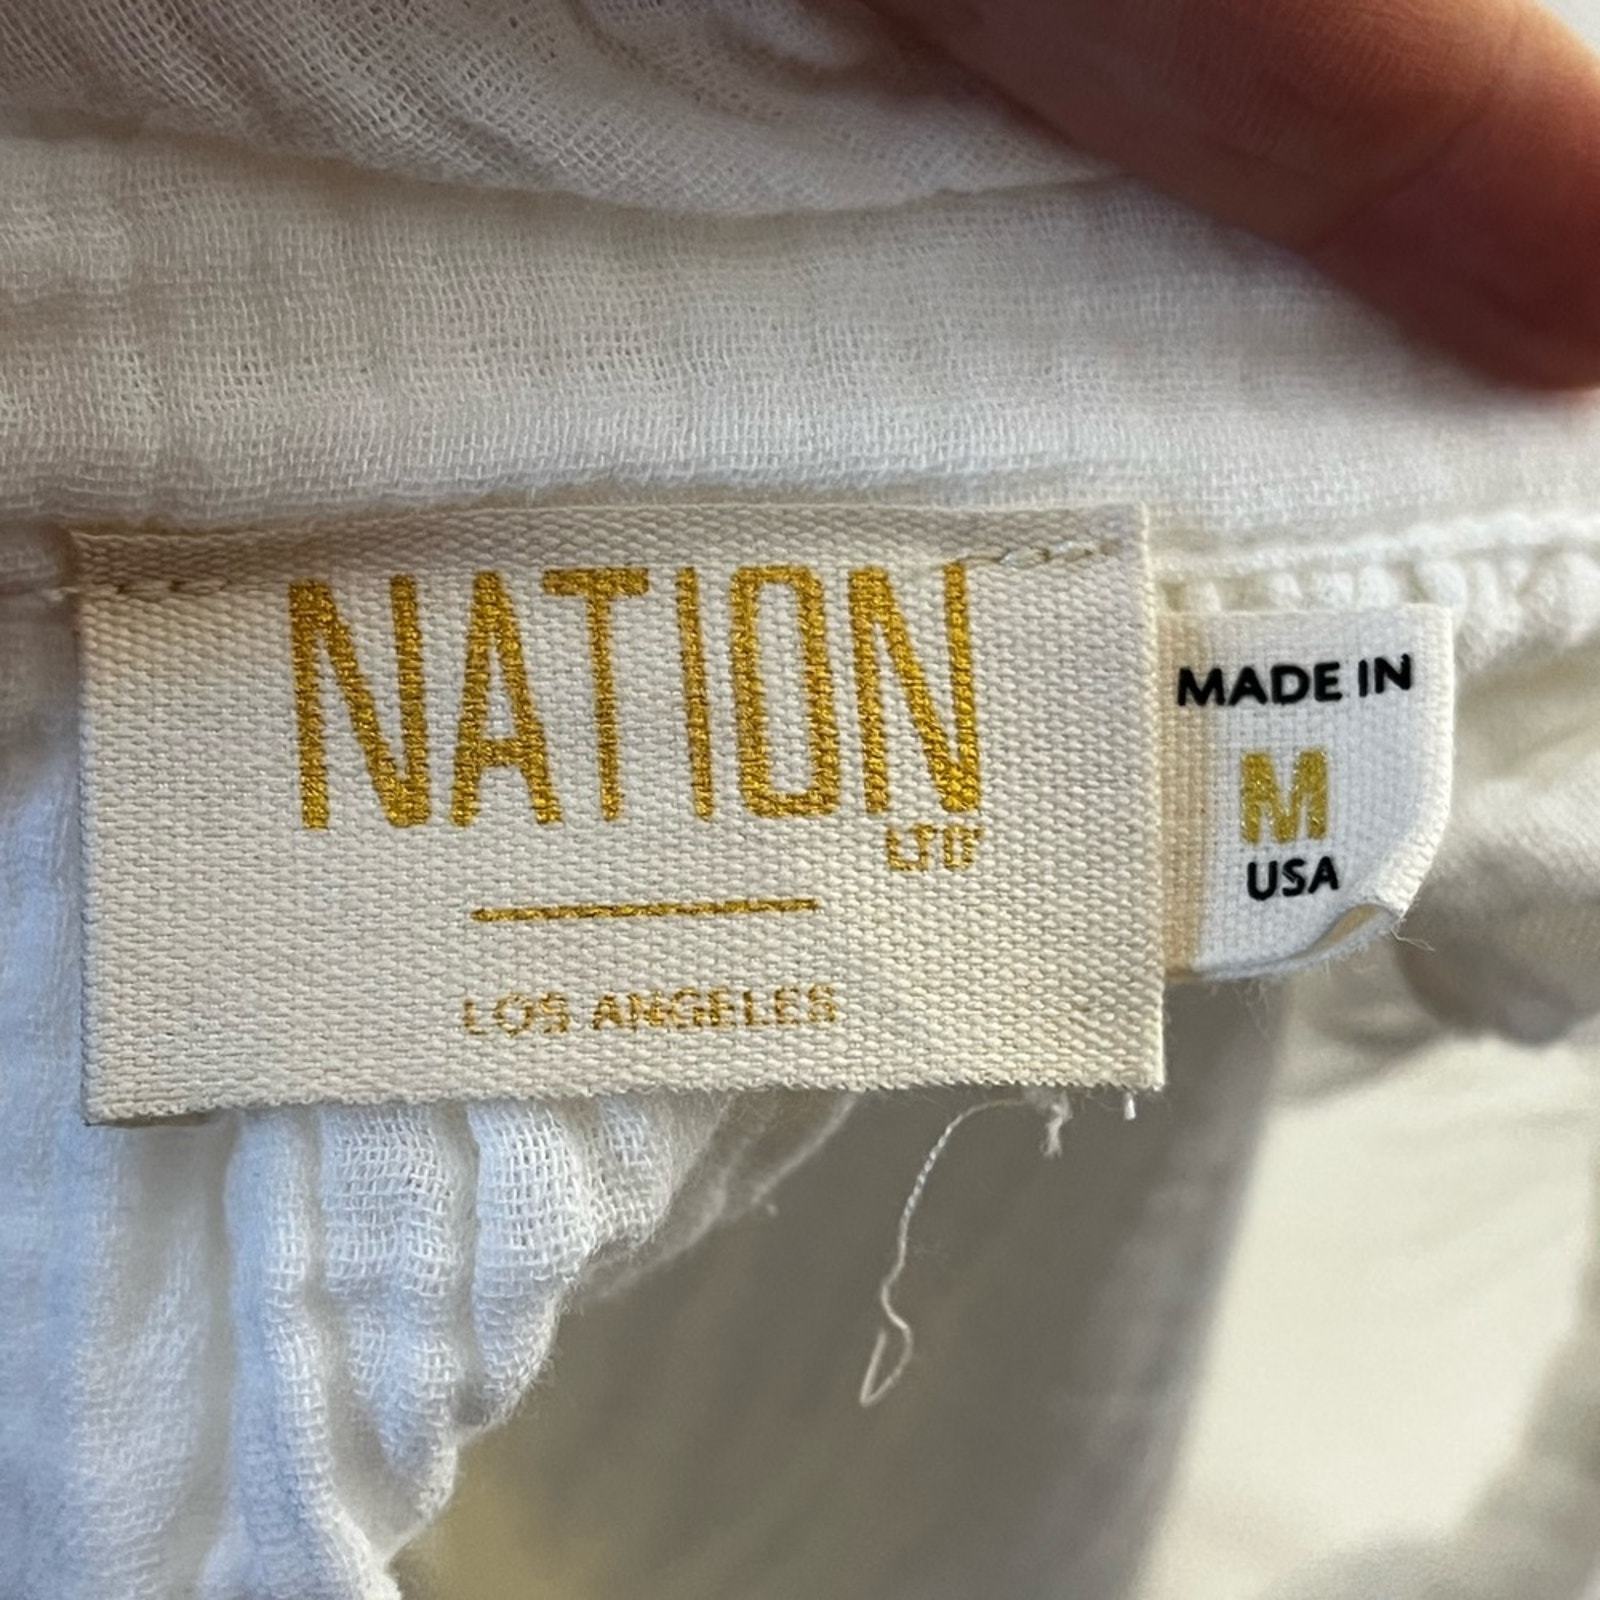 NATION
LTD
LOS ANGELES
MADE IN
M
USA